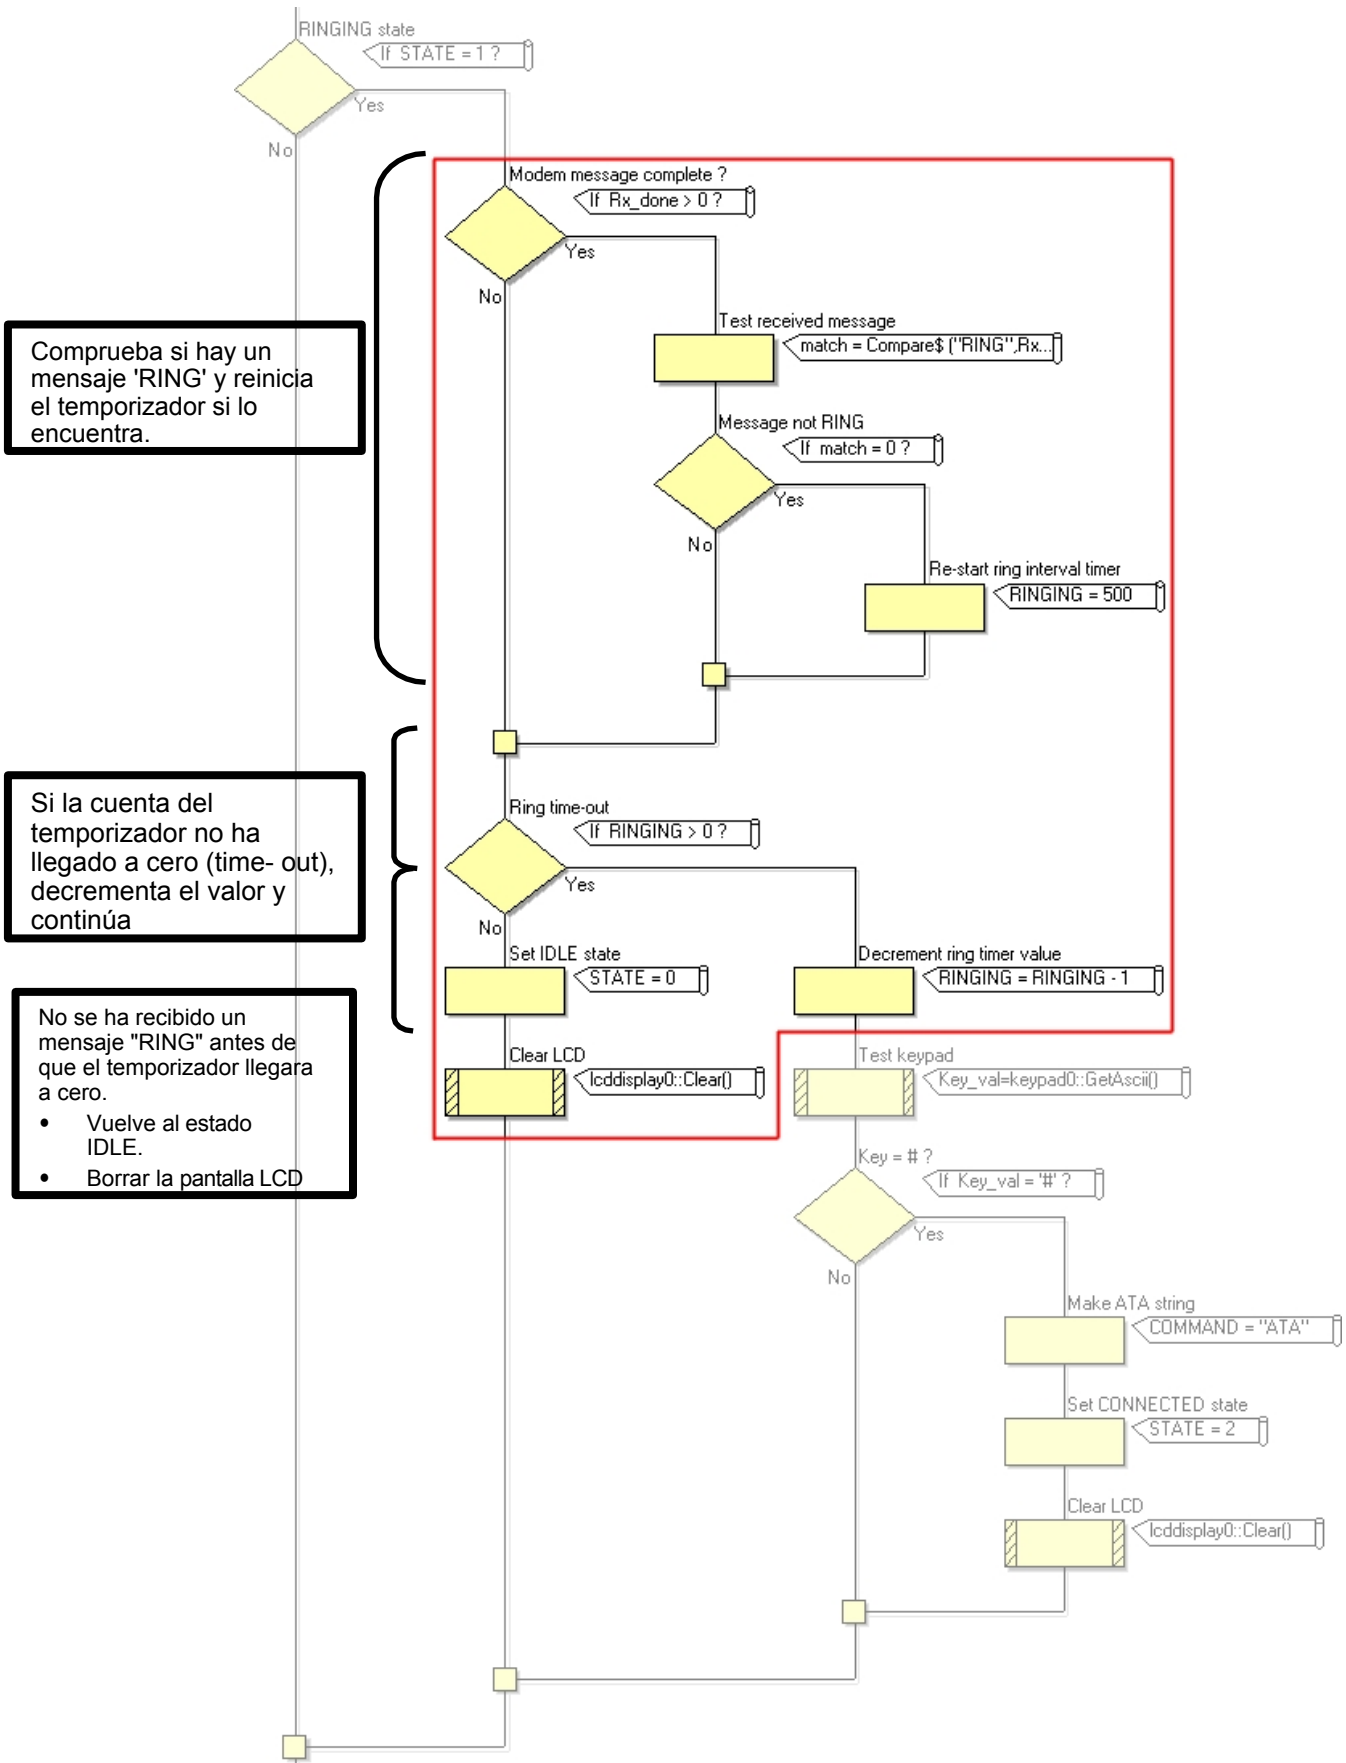 RINGING state
If STATE = 1 ?
Yes
No
Modem message complete ?
If Rx_done > 0 ?
Yes
No
Test received message
match = Compare$ ("RING",Rx...
Message not RING
If match = 0 ?
Yes
No
Re-start ring interval timer
RINGING = 500
Comprueba si hay un
mensaje 'RING' y reinicia
el temporizador si lo
encuentra.
Ring time-out
If RINGING > 0 ?
Yes
No
Si la cuenta del
temporizador no ha
llegado a cero (time- out),
decrementa el valor y
continúa
Set IDLE state
STATE = 0
Decrement ring timer value
RINGING = RINGING - 1
No se ha recibido un
mensaje "RING" antes de
que el temporizador llegara
a cero.
• Vuelve al estado
IDLE.
• Borrar la pantalla LCD
Clear LCD
lcddisplay0::Clear()
Test keypad
Key_val=keypad0::GetAscii()
Key = # ?
If Key_val = '#' ?
Yes
No
Make ATA string
COMMAND = "ATA"
Set CONNECTED state
STATE = 2
Clear LCD
lcddisplay0::Clear()